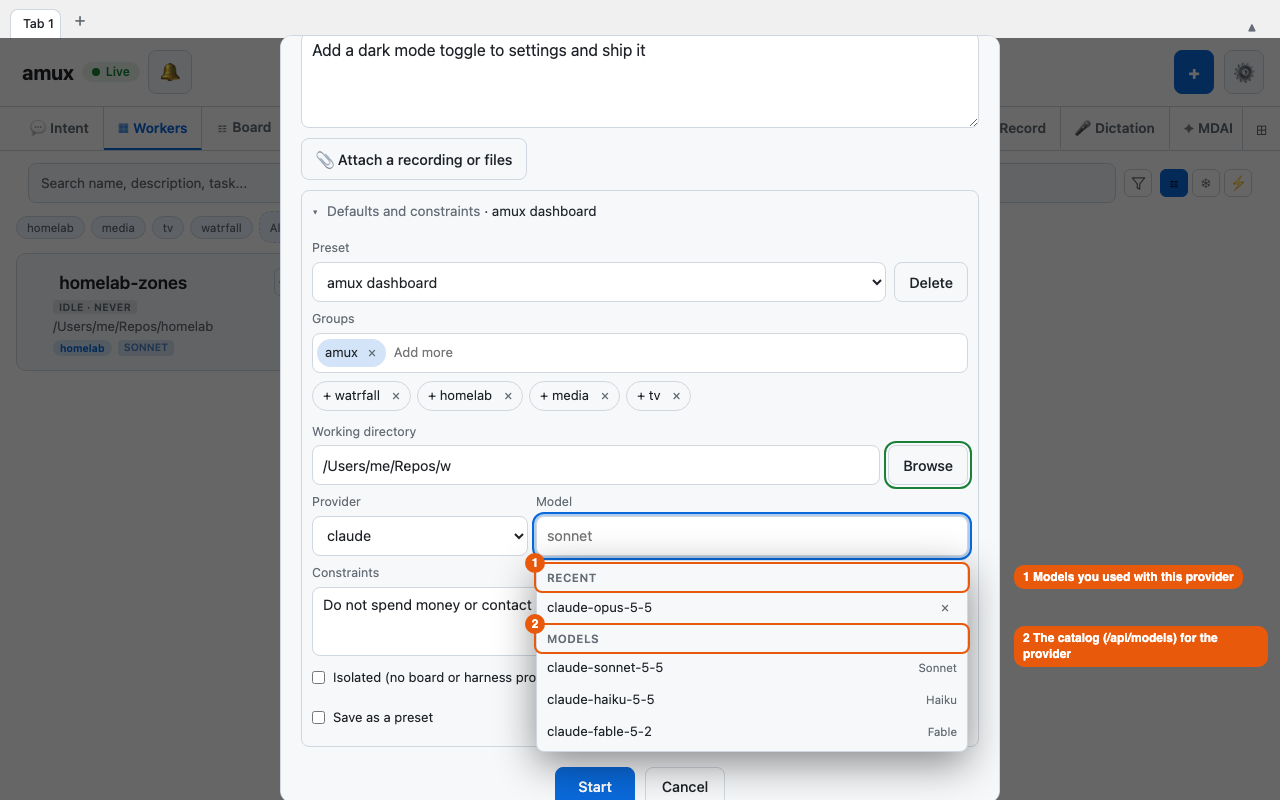 Tab 1 +
▲
Add a dark mode toggle to settings and ship it
amux Live
+
Intent Workers Board
Record Dictation MDAI
Attach a recording or files
Search name, description, task...
homelab media tv watrfall
Defaults and constraints · amux dashboard
Preset
amux dashboard Delete
homelab-zones
IDLE · NEVER
/Users/me/Repos/homelab
homelab SONNET
Groups
amux × Add more
+ watrfall × + homelab × + media × + tv ×
Working directory
/Users/me/Repos/w Browse
Provider Model
claude sonnet
Constraints
Do not spend money or contact
1
RECENT
1 Models you used with this provider
claude-opus-5-5 ×
2
MODELS
2 The catalog (/api/models) for the
provider
claude-sonnet-5-5 Sonnet
Isolated (no board or harness pro
claude-haiku-5-5 Haiku
Save as a preset
claude-fable-5-2 Fable
Start Cancel